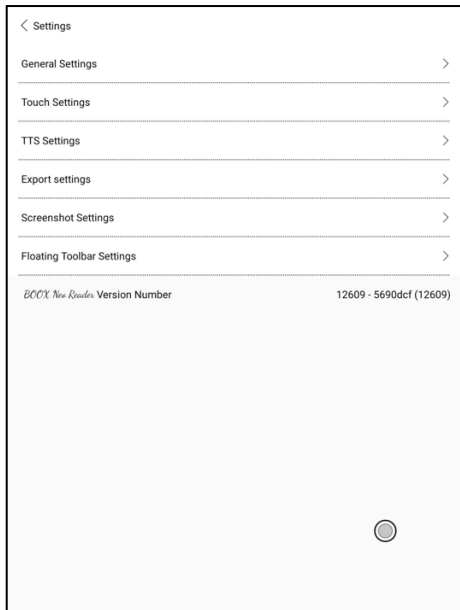 Settings
General Settings
Touch Settings
TTS Settings
Export settings
Screenshot Settings
Floating Toolbar Settings
BOOX Neo Reader Version Number 12609 - 5690dcf (12609)